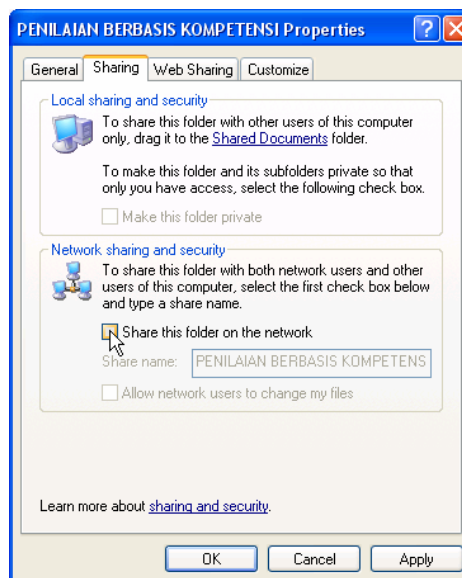 PENILAIAN BERBASIS KOMPETENSI Properties
General Sharing Web Sharing Customize
Local sharing and security
To share this folder with other users of this computer
only, drag it to the Shared Documents folder.
To make this folder and its subfolders private so that
only you have access, select the following check box.
Make this folder private
Network sharing and security
To share this folder with both network users and other
users of this computer, select the first check box below
and type a share name.
Share this folder on the network
Share name: PENILAIAN BERBASIS KOMPETENS
Allow network users to change my files
Learn more about sharing and security.
OK Cancel Apply